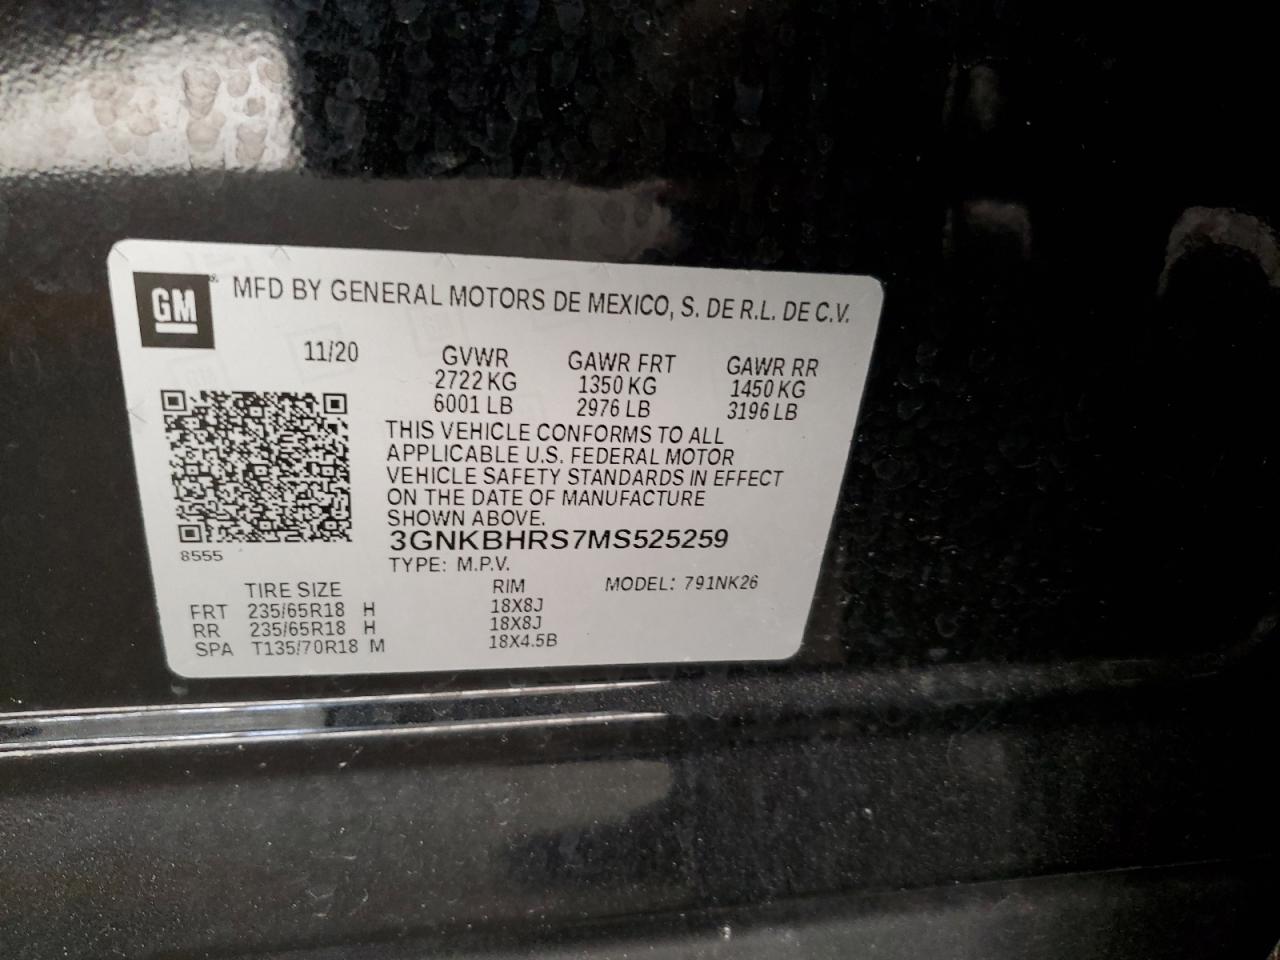 GM®
MFD BY GENERAL MOTORS DE MEXICO, S. DE R.L. DE C.V.
11/20 GVWR GAWR FRT GAWR RR
2722 KG 1350 KG 1450 KG
6001 LB 2976 LB 3196 LB
THIS VEHICLE CONFORMS TO ALL
APPLICABLE U.S. FEDERAL MOTOR
VEHICLE SAFETY STANDARDS IN EFFECT
ON THE DATE OF MANUFACTURE
SHOWN ABOVE.
3GNKBHRS7MS525259
8555
TYPE: M.P.V.
TIRE SIZE RIM MODEL: 791NK26
FRT 235/65R18 H 18X8J
RR 235/65R18 H 18X8J
SPA T135/70R18 M 18X4.5B